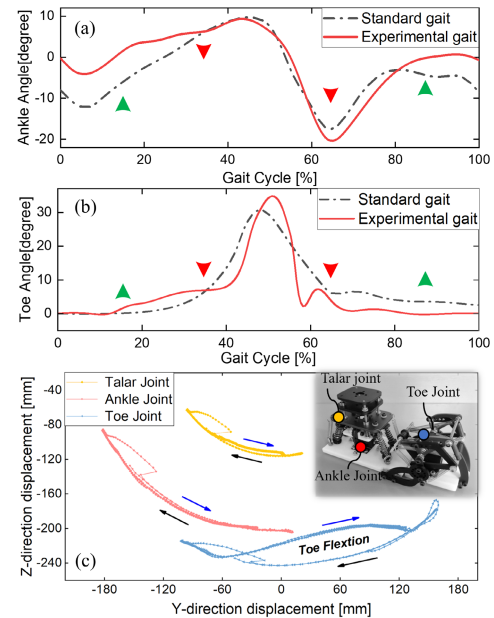 (a)
Standard gait
Experimental gait
Ankle Angle[degree]
10
0
-10
-20
0
20
40
60
80
100
Gait Cycle [%]
(b)
Standard gait
Experimental gait
Toe Angle[degree]
30
20
10
0
0
20
40
60
80
100
Gait Cycle [%]
Talar Joint
Ankle Joint
Toe Joint
Talar joint
Toe Joint
Ankle Joint
Z-direction displacement [mm]
-40
-80
-120
-160
-200
-240
Toe Flextion
(c)
-180
-120
-60
0
60
120
180
Y-direction displacement [mm]